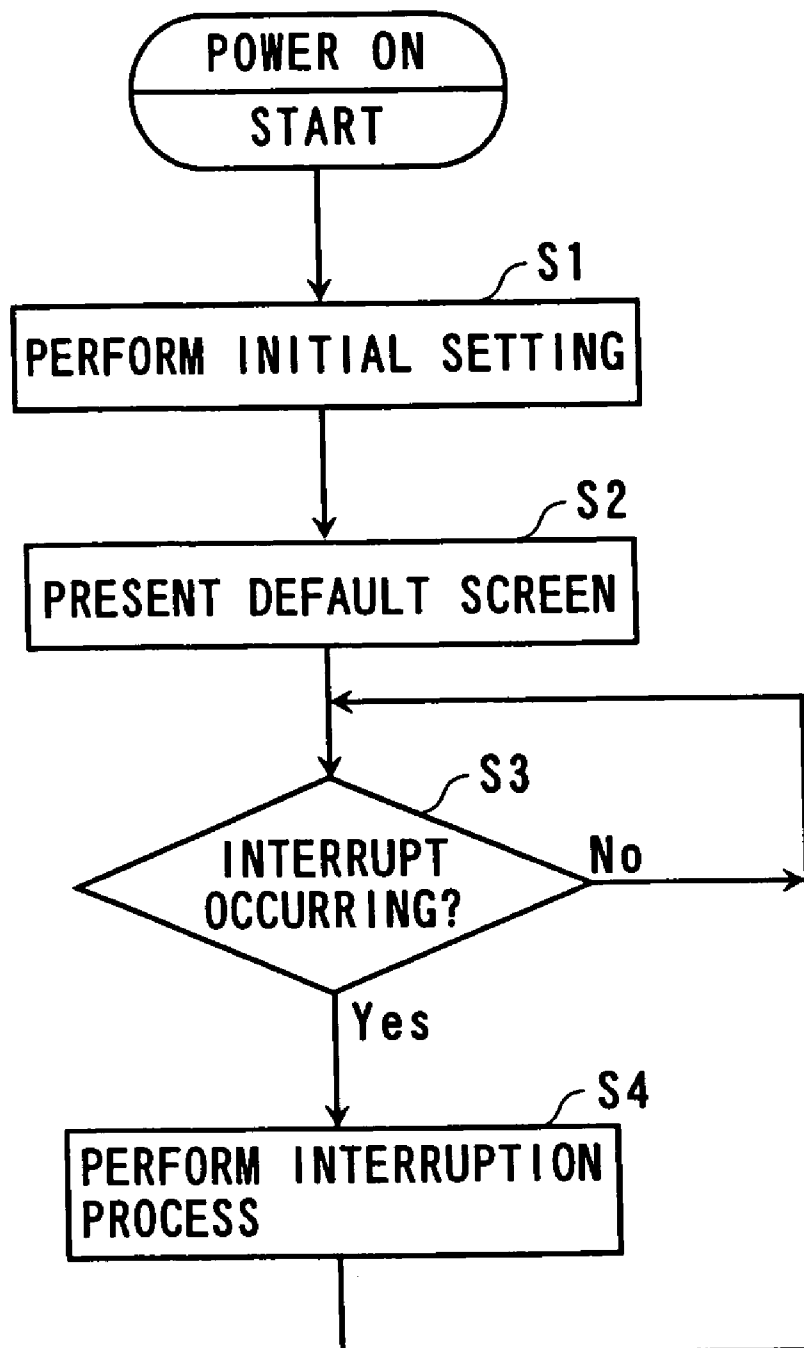 POWER ON
START
S1
PERFORM INITIAL SETTING
S2
PRESENT DEFAULT SCREEN
S3
INTERRUPT
OCCURRING?
No
Yes
S4
PERFORM INTERRUPTION
PROCESS